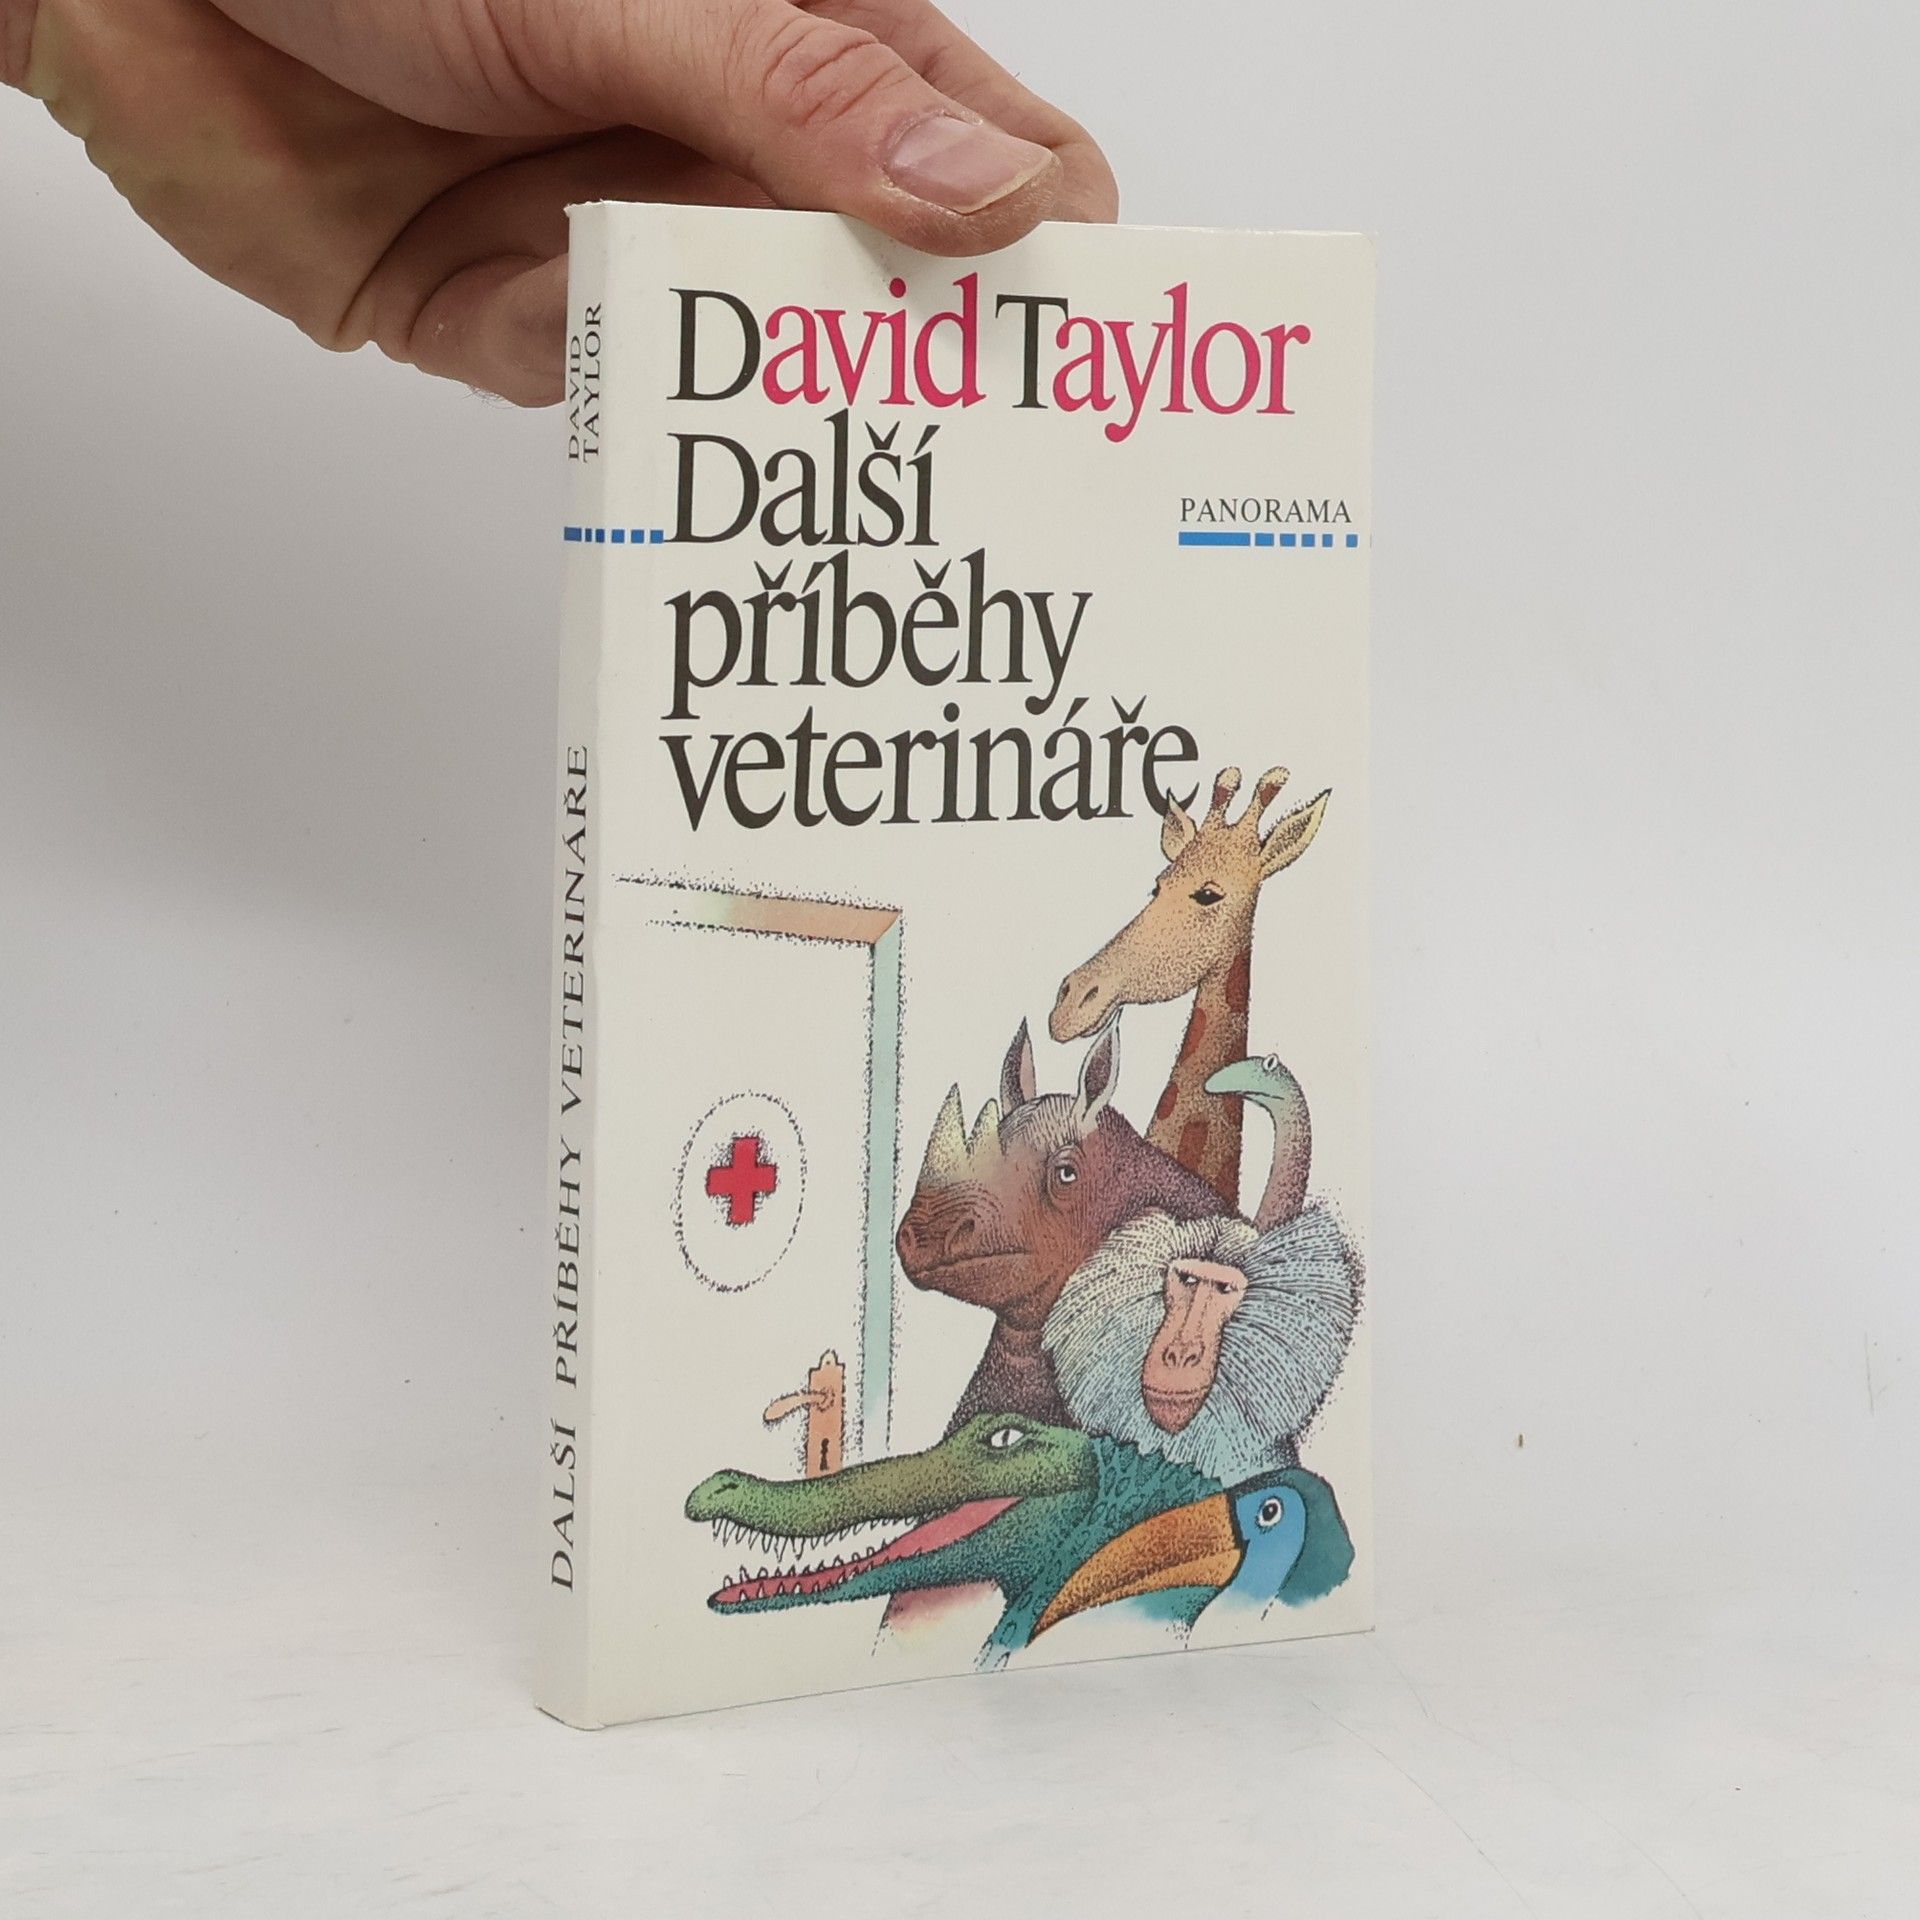 David Taylor
Další
příběhy
veterináře
PANORAMA
DAVID
TAYLOR
DALŠÍ PŘÍBĚHY VETERINÁŘE